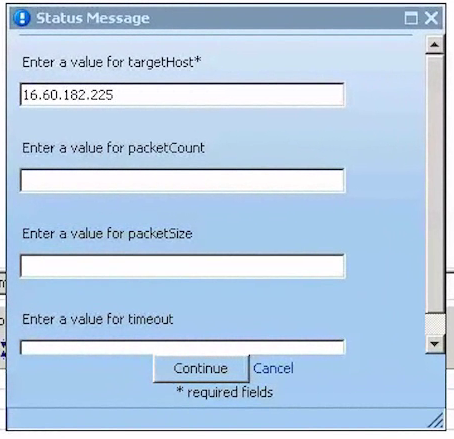 Status Message
Enter a value for targetHost*
16.60.182.225
Enter a value for packetCount
Enter a value for packetSize
Enter a value for timeout
Continue Cancel
* required fields